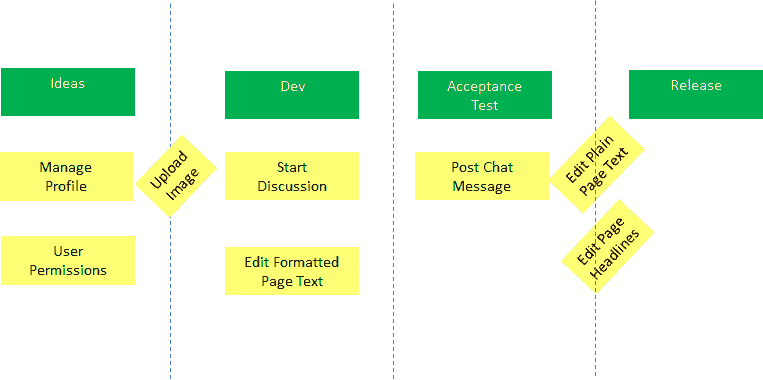 Ideas
Dev
Acceptance
Test
Release
Manage
Profile
Upload
Image
Start
Discussion
Post Chat
Message
Edit Plain
Page Text
User
Permissions
Edit Formatted
Page Text
Edit Page
Headlines